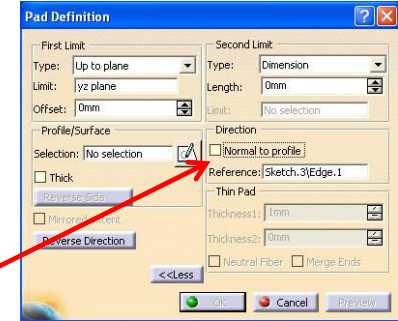 Pad Definition
First Limit
Type: Up to plane
Limit: yz plane
Offset: 0mm
Profile/Surface
Selection: No selection
Thick
Reverse Side
Mirrored extent
Reverse Direction
<<Less
Second Limit
Type: Dimension
Length: 0mm
Limit: No selection
Direction
Normal to profile
Reference: Sketch.3\Edge.1
Thin Pad
Thickness1: 1mm
Thickness2: 0mm
Neutral Fiber Merge Ends
OK Cancel Preview